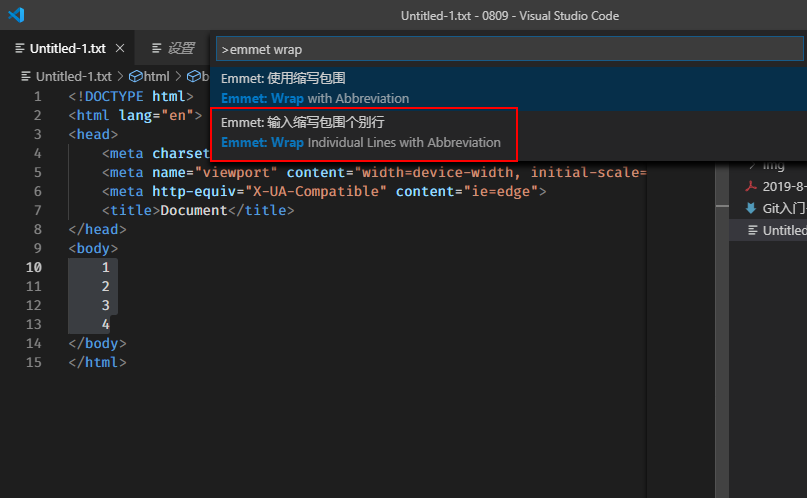 Untitled-1.txt - 0809 - Visual Studio Code
Untitled-1.txt × 设置
>emmet wrap
Untitled-1.txt > html > b
Emmet: 使用缩写包围
Emmet: Wrap with Abbreviation
Emmet: 输入缩写包围个别行
Emmet: Wrap Individual Lines with Abbreviation
1 <!DOCTYPE html>
2 <html lang="en">
3 <head>
4 <meta charset
5 <meta name="viewport" content="width=device-width, initial-scale=
6 <meta http-equiv="X-UA-Compatible" content="ie=edge">
7 <title>Document</title>
8 </head>
9 <body>
10 1
11 2
12 3
13 4
14 </body>
15 </html>
img
2019-8-
Git入门
Untitled